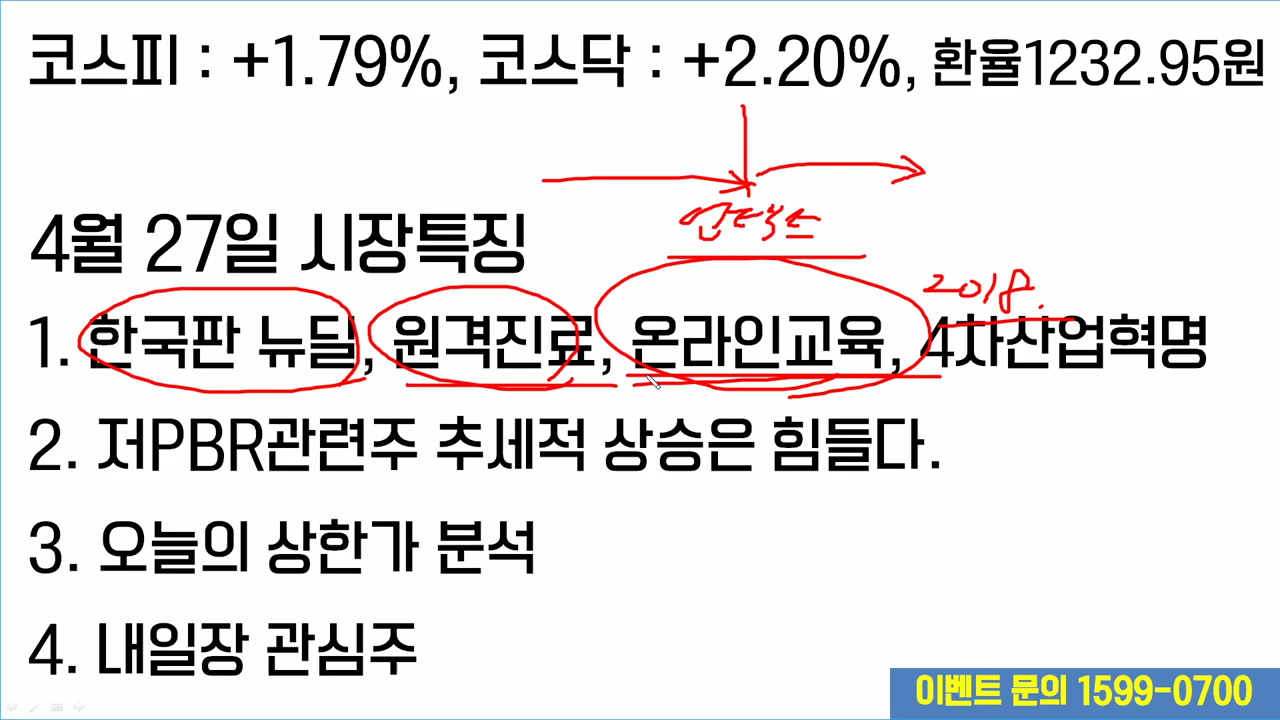 코스피 : +1.79%, 코스닥 : +2.20%, 환율1232.95원
언택트
4월 27일 시장특징
2018.
1. 한국판 뉴딜, 원격진료, 온라인교육, 4차산업혁명
2. 저PBR관련주 추세적 상승은 힘들다.
3. 오늘의 상한가 분석
4. 내일장 관심주
이벤트 문의 1599-0700